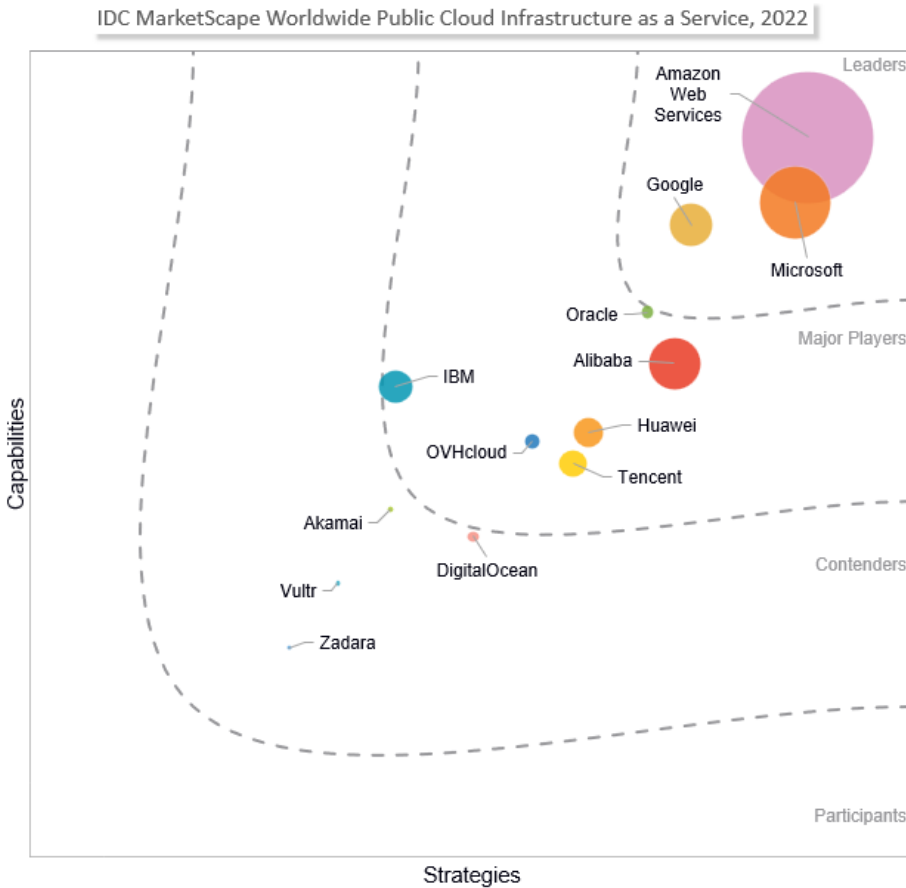 IDC MarketScape Worldwide Public Cloud Infrastructure as a Service, 2022
Leaders
Amazon
Web
Services
Google
Microsoft
Oracle
Major Players
Alibaba
IBM
Huawei
OVHcloud
Tencent
Capabilities
Akamai
DigitalOcean
Contenders
Vultr
Zadara
Participants
Strategies